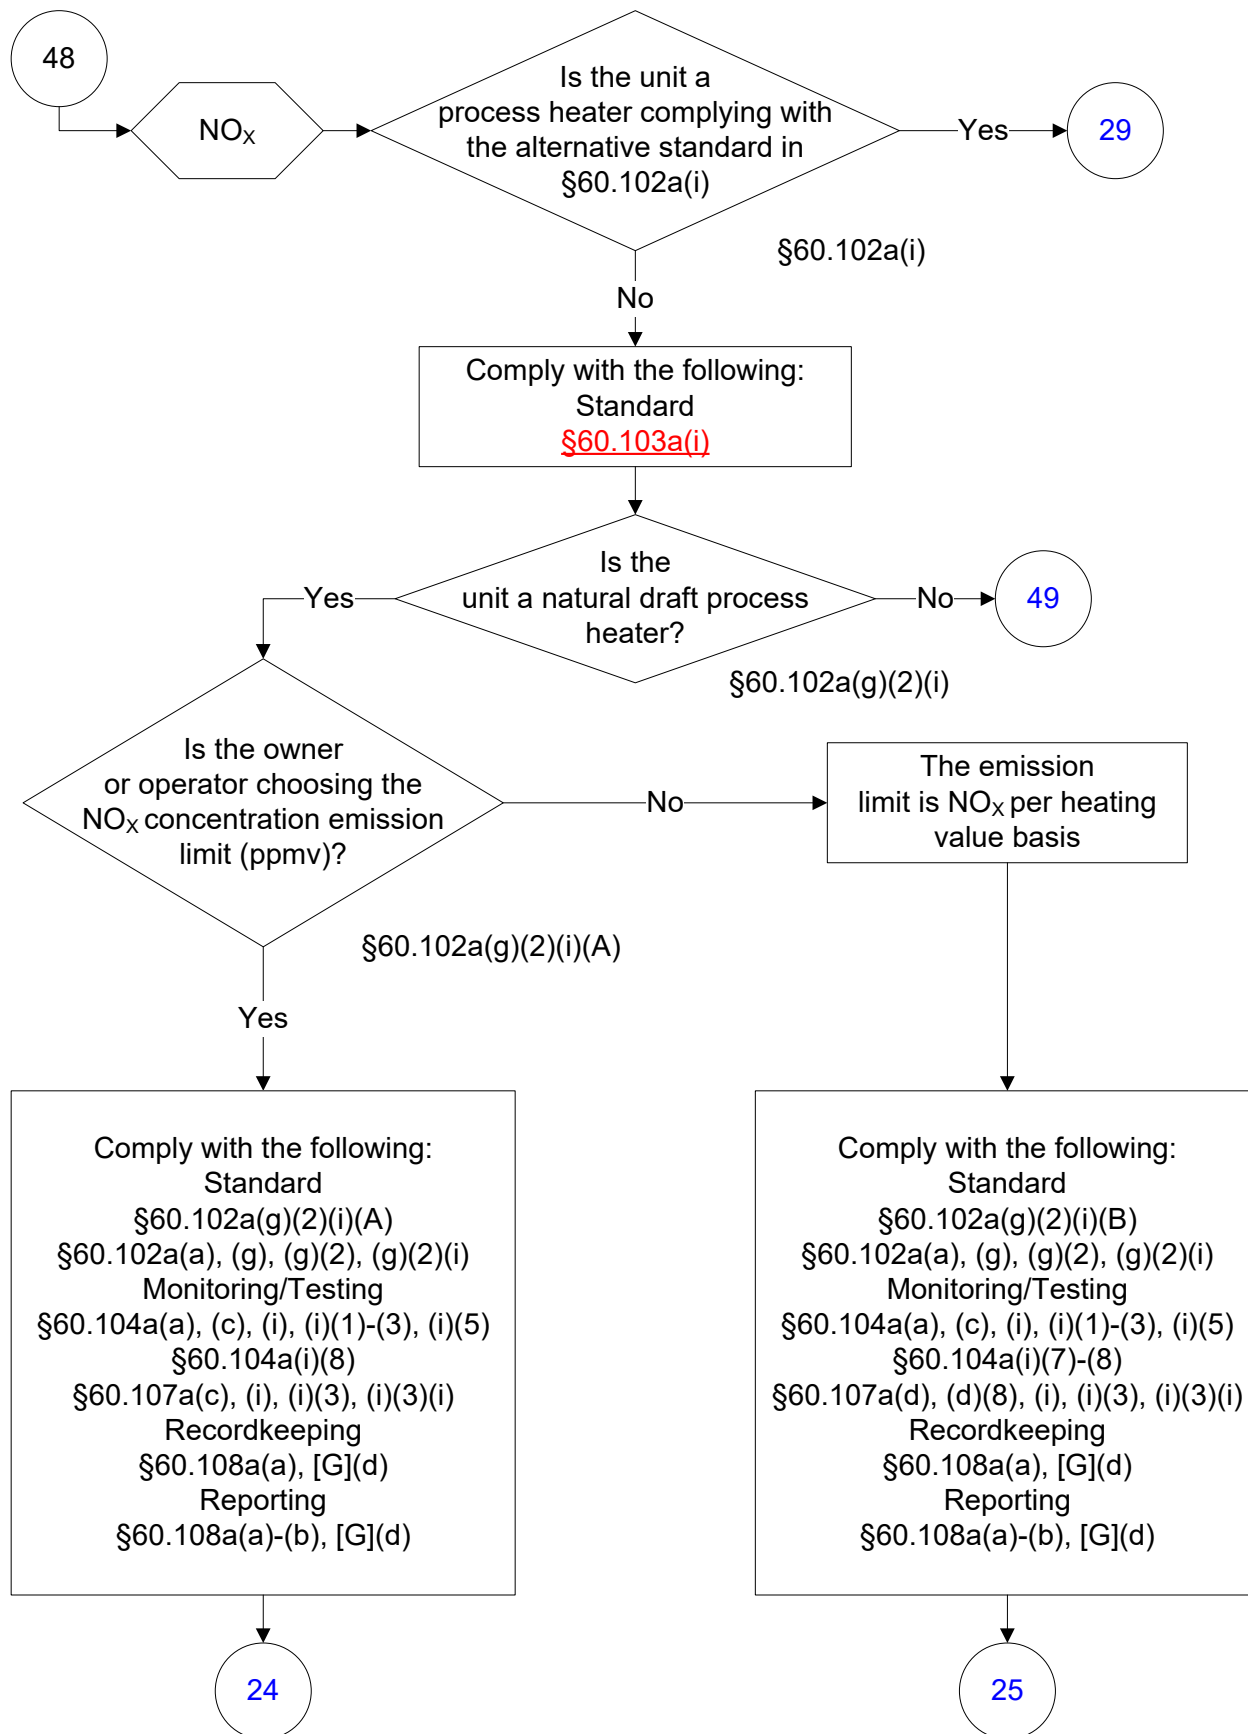 48
NOX
Is the unit a
process heater complying with
the alternative standard in
§60.102a(i)
Yes
29
§60.102a(i)
No
Comply with the following:
Standard
§60.103a(i)
Is the
unit a natural draft process
heater?
Yes
No
49
§60.102a(g)(2)(i)
Is the owner
or operator choosing the
NOX concentration emission
limit (ppmv)?
No
The emission
limit is NOX per heating
value basis
§60.102a(g)(2)(i)(A)
Yes
Comply with the following:
Standard
§60.102a(g)(2)(i)(A)
§60.102a(a), (g), (g)(2), (g)(2)(i)
Monitoring/Testing
§60.104a(a), (c), (i), (i)(1)-(3), (i)(5)
§60.104a(i)(8)
§60.107a(c), (i), (i)(3), (i)(3)(i)
Recordkeeping
§60.108a(a), [G](d)
Reporting
§60.108a(a)-(b), [G](d)
Comply with the following:
Standard
§60.102a(g)(2)(i)(B)
§60.102a(a), (g), (g)(2), (g)(2)(i)
Monitoring/Testing
§60.104a(a), (c), (i), (i)(1)-(3), (i)(5)
§60.104a(i)(7)-(8)
§60.107a(d), (d)(8), (i), (i)(3), (i)(3)(i)
Recordkeeping
§60.108a(a), [G](d)
Reporting
§60.108a(a)-(b), [G](d)
24
25